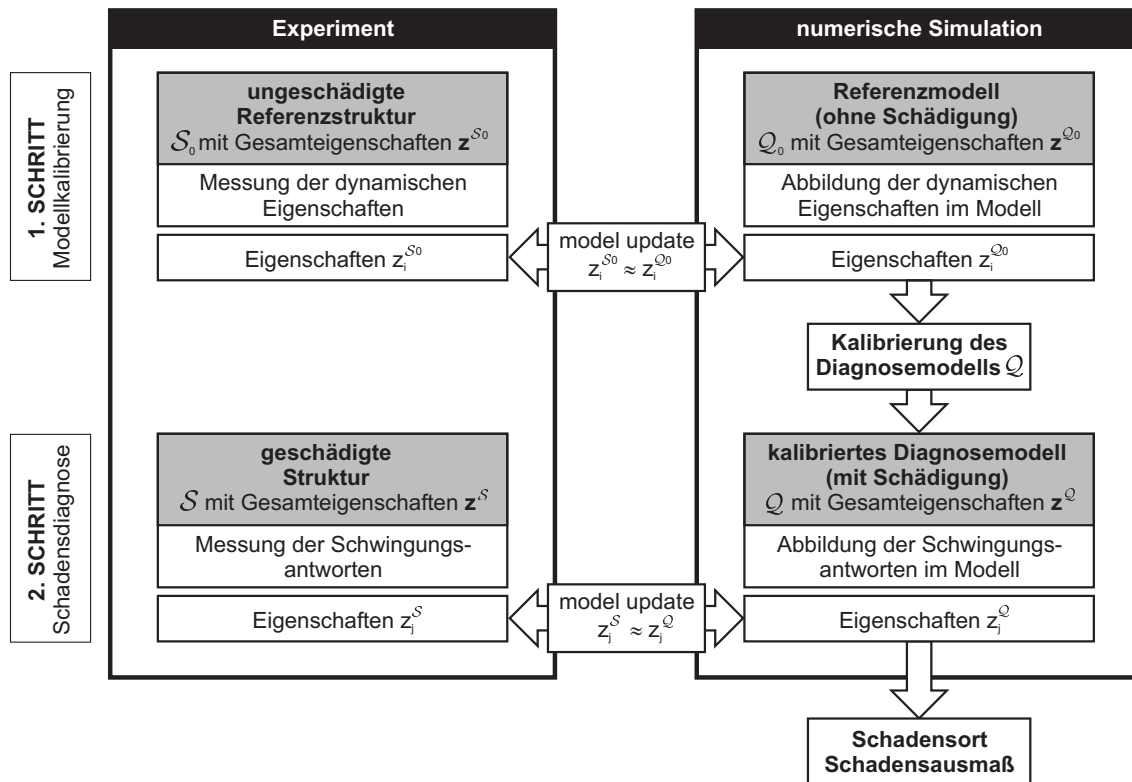 Experiment
numerische Simulation
1. SCHRITT
Modellkalibrierung
ungeschädigte
Referenzstruktur
𝒮₀ mit Gesamteigenschaften 𝐳^𝒮₀
Messung der dynamischen
Eigenschaften
Eigenschaften z_i^𝒮₀
model update
z_i^𝒮₀ ≈ z_i^𝒬₀
Referenzmodell
(ohne Schädigung)
𝒬₀ mit Gesamteigenschaften 𝐳^𝒬₀
Abbildung der dynamischen
Eigenschaften im Modell
Eigenschaften z_i^𝒬₀
Kalibrierung des
Diagnosemodells 𝒬
2. SCHRITT
Schadensdiagnose
geschädigte
Struktur
𝒮 mit Gesamteigenschaften 𝐳^𝒮
Messung der Schwingungs-
antworten
Eigenschaften z_j^𝒮
model update
z_j^𝒮 ≈ z_j^𝒬
kalibriertes Diagnosemodell
(mit Schädigung)
𝒬 mit Gesamteigenschaften 𝐳^𝒬
Abbildung der Schwingungs-
antworten im Modell
Eigenschaften z_j^𝒬
Schadensort
Schadensausmaß